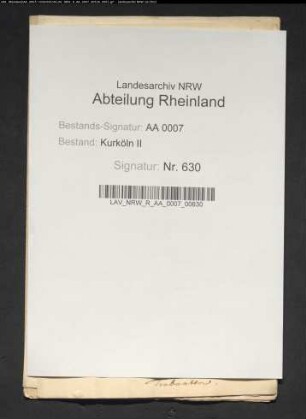 Landesarchiv NRW
Abteilung Rheinland
Bestands-Signatur: AA 0007
Bestand: Kurköln II
Signatur: Nr. 630
LAV_NRW_R_AA_0007_00630